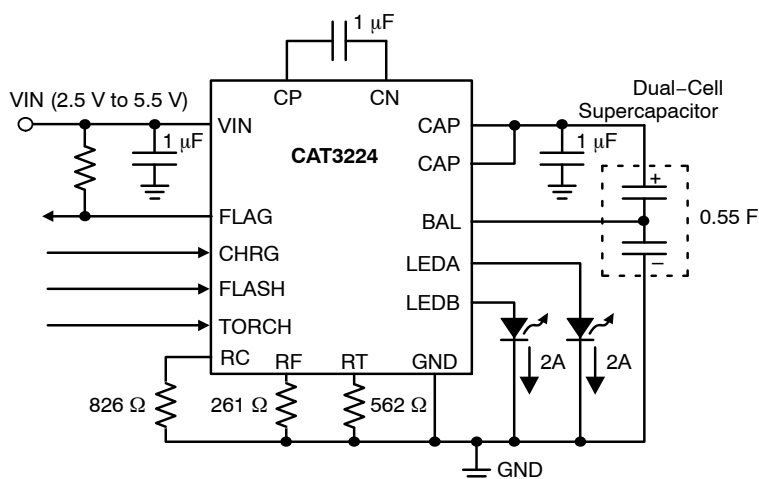 1 μF
CP
CN
VIN (2.5 V to 5.5 V)
VIN
1 μF
CAT3224
CAP
CAP
1 μF
Dual−Cell
Supercapacitor
+
−
0.55 F
FLAG
BAL
CHRG
LEDA
FLASH
LEDB
TORCH
2A
2A
RC
RF
RT
GND
826 Ω
261 Ω
562 Ω
GND